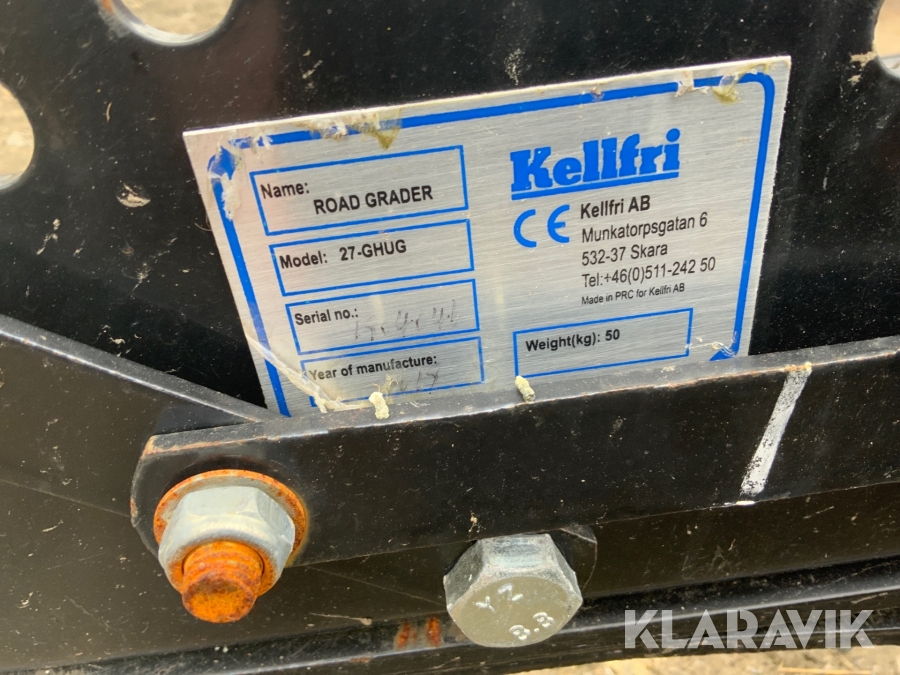 Name:
ROAD GRADER
Model: 27-GHUG
Serial no.:
Year of manufacture:
Kellfri
CE
Kellfri AB
Munkatorpsgatan 6
532-37 Skara
Tel:+46(0)511-242 50
Made in PRC for Kellfri AB
Weight(kg): 50
YZ
8.8
KLARAVIK